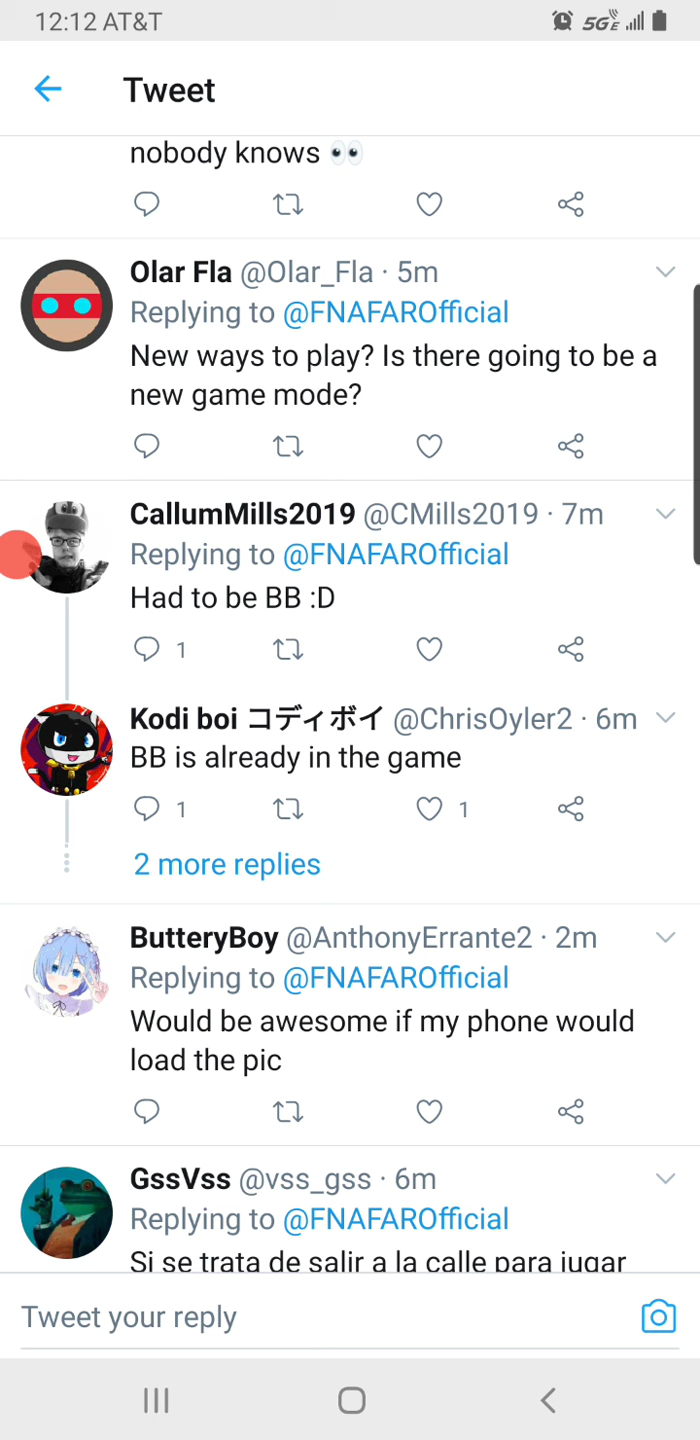 12:12 AT&T 5GE
Tweet
nobody knows 👀
Olar Fla @Olar_Fla · 5m
Replying to @FNAFAROfficial
New ways to play? Is there going to be a
new game mode?
CallumMills2019 @CMills2019 · 7m
Replying to @FNAFAROfficial
Had to be BB :D
1
Kodi boi コディボイ @ChrisOyler2 · 6m
BB is already in the game
1 1
2 more replies
ButteryBoy @AnthonyErrante2 · 2m
Replying to @FNAFAROfficial
Would be awesome if my phone would
load the pic
GssVss @vss_gss · 6m
Replying to @FNAFAROfficial
Si se trata de salir a la calle para jugar
Tweet your reply